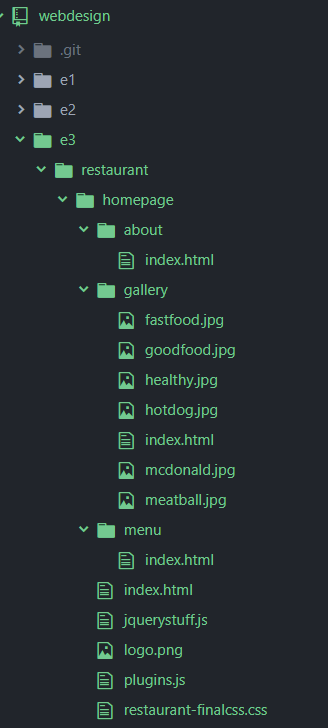 webdesign
.git
e1
e2
e3
restaurant
homepage
about
index.html
gallery
fastfood.jpg
goodfood.jpg
healthy.jpg
hotdog.jpg
index.html
mcdonald.jpg
meatball.jpg
menu
index.html
index.html
jquerystuff.js
logo.png
plugins.js
restaurant-finalcss.css